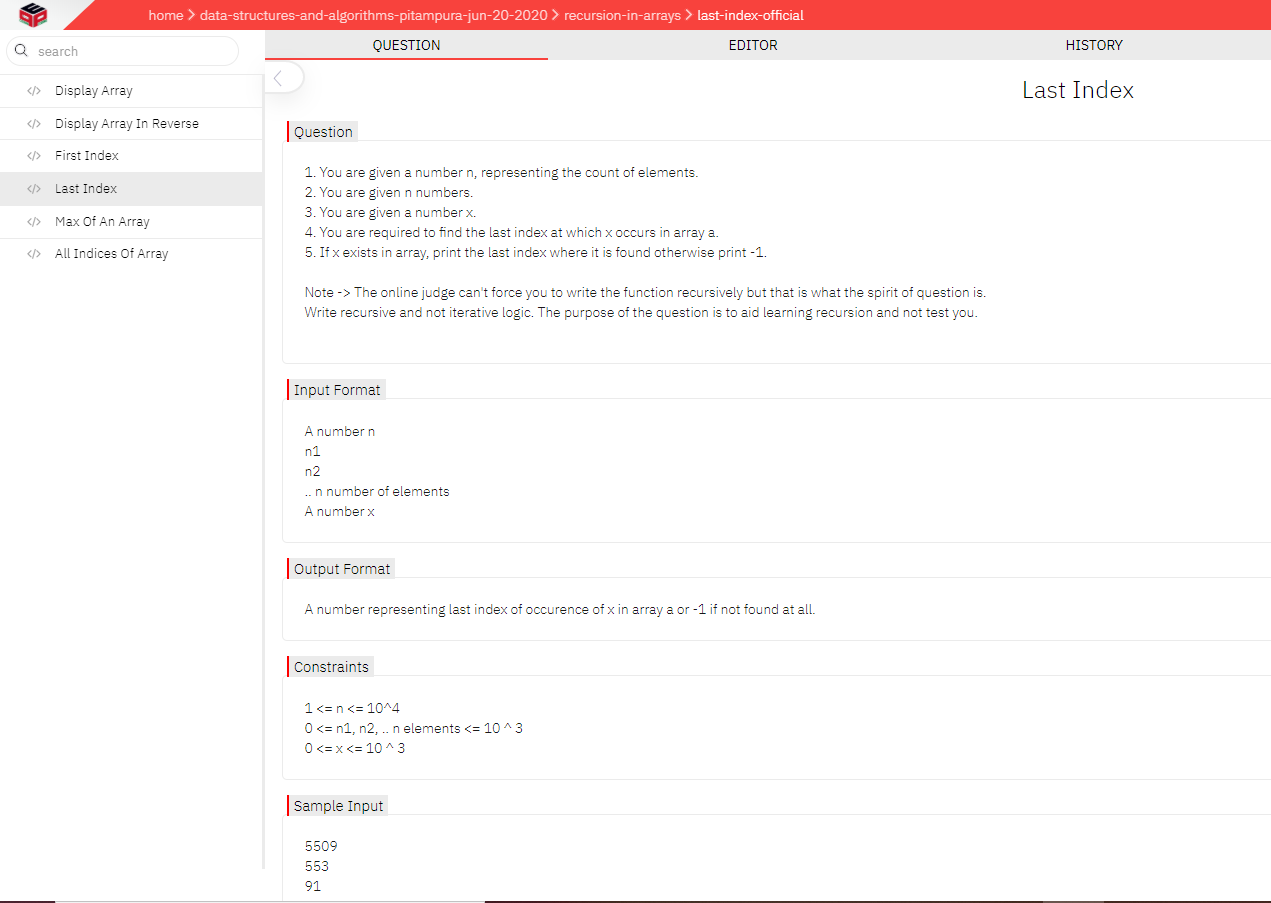 home > data-structures-and-algorithms-pitampura-jun-20-2020 > recursion-in-arrays > last-index-official
search
</> Display Array
</> Display Array In Reverse
</> First Index
</> Last Index
</> Max Of An Array
</> All Indices Of Array
QUESTION EDITOR HISTORY
Last Index
Question
1. You are given a number n, representing the count of elements.
2. You are given n numbers.
3. You are given a number x.
4. You are required to find the last index at which x occurs in array a.
5. If x exists in array, print the last index where it is found otherwise print -1.
Note -> The online judge can't force you to write the function recursively but that is what the spirit of question is.
Write recursive and not iterative logic. The purpose of the question is to aid learning recursion and not test you.
Input Format
A number n
n1
n2
.. n number of elements
A number x
Output Format
A number representing last index of occurence of x in array a or -1 if not found at all.
Constraints
1 <= n <= 10^4
0 <= n1, n2, .. n elements <= 10 ^ 3
0 <= x <= 10 ^ 3
Sample Input
5509
553
91